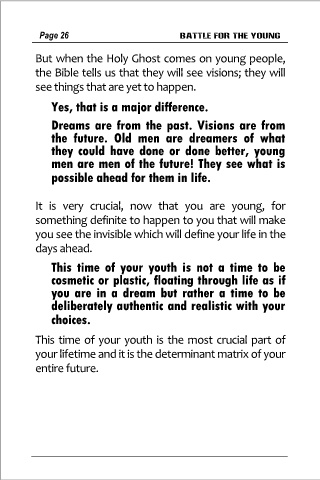 Page 26 BATTLE FOR THE YOUNG
But when the Holy Ghost comes on young people,
the Bible tells us that they will see visions; they will
see things that are yet to happen.
Yes, that is a major difference.
Dreams are from the past. Visions are from
the future. Old men are dreamers of what
they could have done or done better, young
men are men of the future! They see what is
possible ahead for them in life.
It is very crucial, now that you are young, for
something definite to happen to you that will make
you see the invisible which will define your life in the
days ahead.
This time of your youth is not a time to be
cosmetic or plastic, floating through life as if
you are in a dream but rather a time to be
deliberately authentic and realistic with your
choices.
This time of your youth is the most crucial part of
your lifetime and it is the determinant matrix of your
entire future.